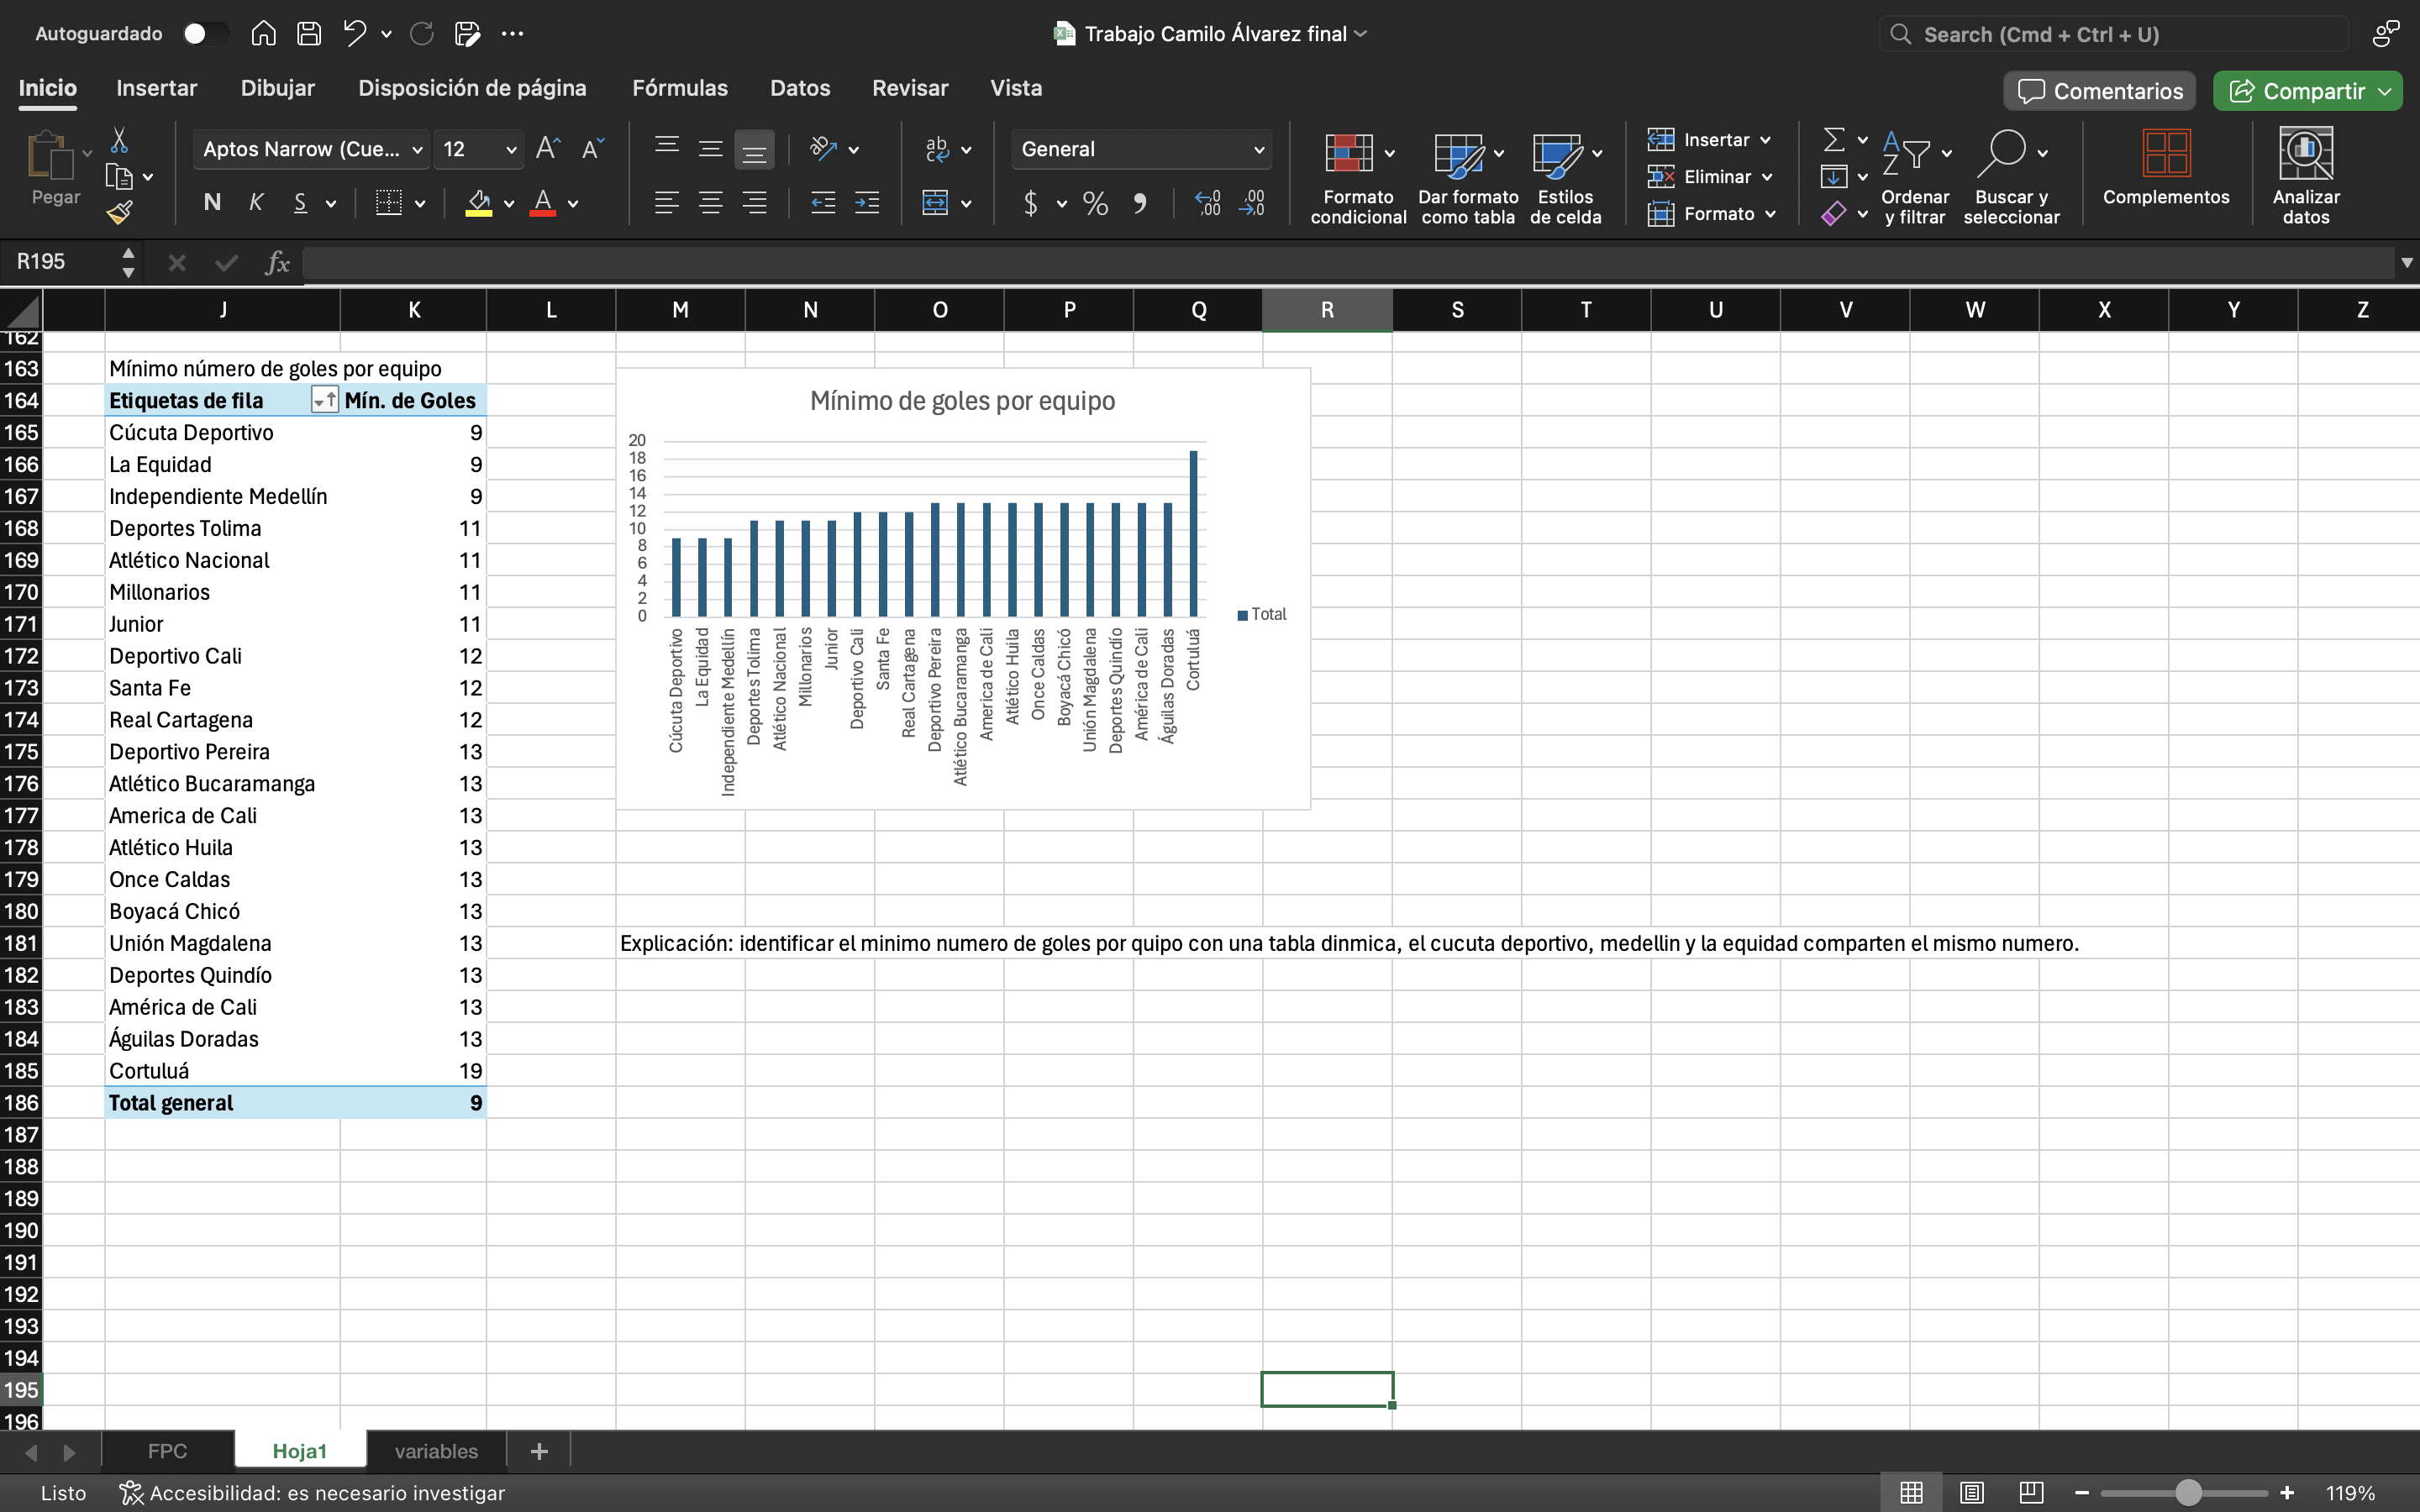 Autoguardado
Trabajo Camilo Álvarez final
Search (Cmd + Ctrl + U)
Inicio Insertar Dibujar Disposición de página Fórmulas Datos Revisar Vista
Comentarios Compartir
Pegar
Aptos Narrow (Cue... 12
N K S
ab
c
General
$ % ,00 ,00 ,0
Formato condicional
Dar formato como tabla
Estilos de celda
Insertar
Eliminar
Formato
Ordenar y filtrar
Buscar y seleccionar
Complementos
Analizar datos
R195 fx
J K L M N O P Q R S T U V W X Y Z
162
163 Mínimo número de goles por equipo
164 Etiquetas de fila Mín. de Goles
165 Cúcuta Deportivo 9
166 La Equidad 9
167 Independiente Medellín 9
168 Deportes Tolima 11
169 Atlético Nacional 11
170 Millonarios 11
171 Junior 11
172 Deportivo Cali 12
173 Santa Fe 12
174 Real Cartagena 12
175 Deportivo Pereira 13
176 Atlético Bucaramanga 13
177 America de Cali 13
178 Atlético Huila 13
179 Once Caldas 13
180 Boyacá Chicó 13
181 Unión Magdalena 13
182 Deportes Quindío 13
183 América de Cali 13
184 Águilas Doradas 13
185 Cortuluá 19
186 Total general 9
187
188
189
190
191
192
193
194
195
196
Mínimo de goles por equipo
20
18
16
14
12
10
8
6
4
2
0
Cúcuta Deportivo
La Equidad
Independiente Medellín
Deportes Tolima
Atlético Nacional
Millonarios
Junior
Deportivo Cali
Santa Fe
Real Cartagena
Deportivo Pereira
Atlético Bucaramanga
America de Cali
Atlético Huila
Once Caldas
Boyacá Chicó
Unión Magdalena
Deportes Quindío
América de Cali
Águilas Doradas
Cortuluá
Total
Explicación: identificar el minimo numero de goles por quipo con una tabla dinmica, el cucuta deportivo, medellin y la equidad comparten el mismo numero.
FPC Hoja1 variables +
Listo Accesibilidad: es necesario investigar 119%